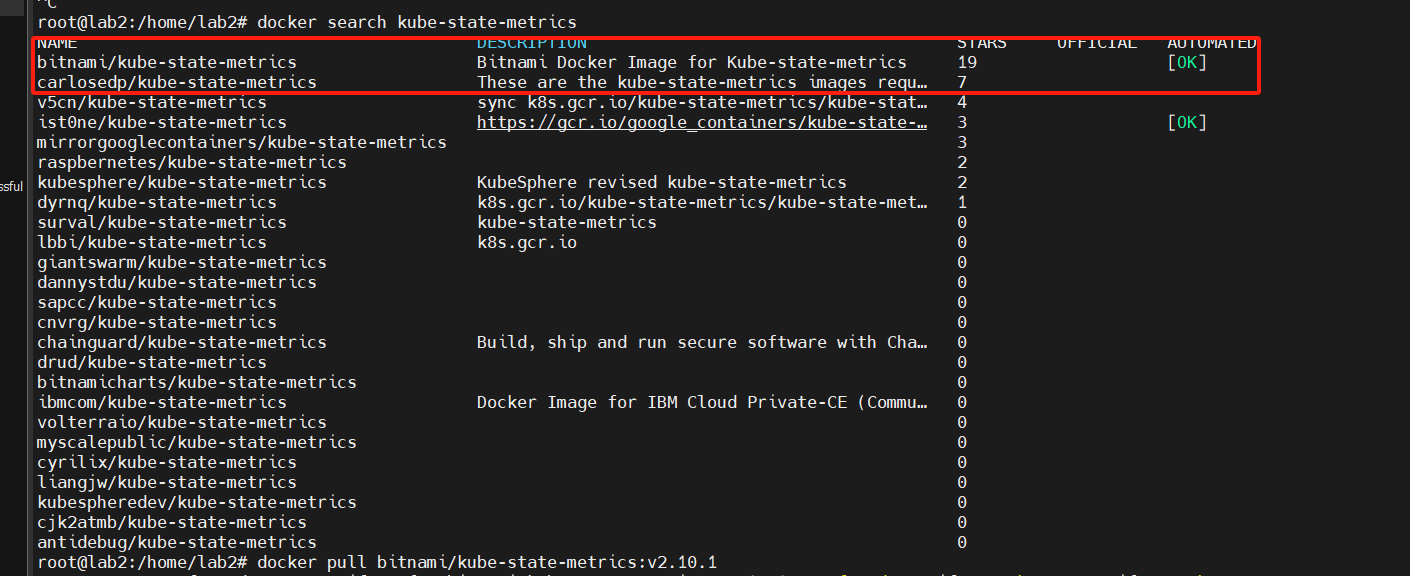 ^C
root@lab2:/home/lab2# docker search kube-state-metrics
NAME DESCRIPTION STARS OFFICIAL AUTOMATED
bitnami/kube-state-metrics Bitnami Docker Image for Kube-state-metrics 19 [OK]
carlosedp/kube-state-metrics These are the kube-state-metrics images requ… 7
v5cn/kube-state-metrics sync k8s.gcr.io/kube-state-metrics/kube-stat… 4
ist0ne/kube-state-metrics https://gcr.io/google_containers/kube-state-… 3 [OK]
mirrorgooglecontainers/kube-state-metrics 3
raspbernetes/kube-state-metrics 2
ssful
kubesphere/kube-state-metrics KubeSphere revised kube-state-metrics 2
dyrnq/kube-state-metrics k8s.gcr.io/kube-state-metrics/kube-state-met… 1
surval/kube-state-metrics kube-state-metrics 0
lbbi/kube-state-metrics k8s.gcr.io 0
giantswarm/kube-state-metrics 0
dannystdu/kube-state-metrics 0
sapcc/kube-state-metrics 0
cnvrg/kube-state-metrics 0
chainguard/kube-state-metrics Build, ship and run secure software with Cha… 0
drud/kube-state-metrics 0
bitnamicharts/kube-state-metrics 0
ibmcom/kube-state-metrics Docker Image for IBM Cloud Private-CE (Commu… 0
volterraio/kube-state-metrics 0
myscalepublic/kube-state-metrics 0
cyrilix/kube-state-metrics 0
liangjw/kube-state-metrics 0
kubespheredev/kube-state-metrics 0
cjk2atmb/kube-state-metrics 0
antidebug/kube-state-metrics 0
root@lab2:/home/lab2# docker pull bitnami/kube-state-metrics:v2.10.1